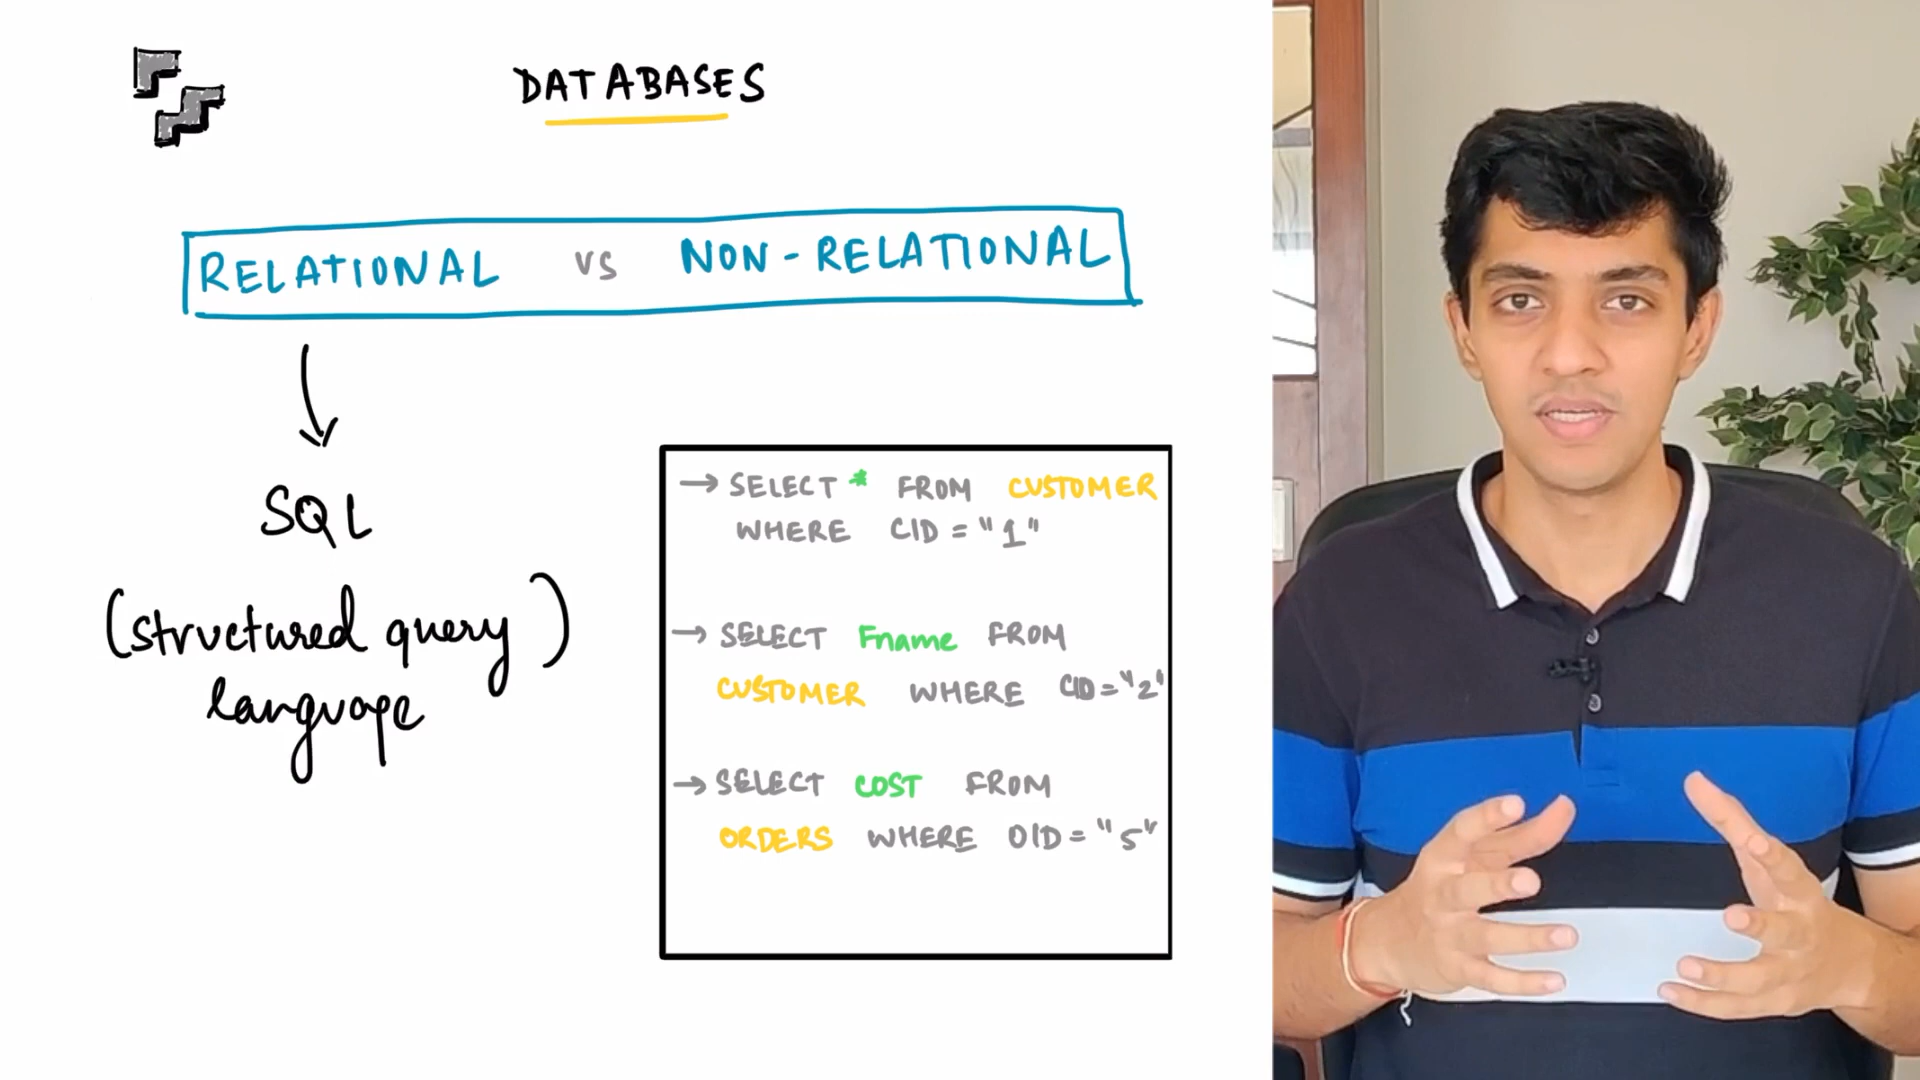 DATABASES
RELATIONAL vs NON-RELATIONAL
SQL
(structured query)
language
→ SELECT * FROM CUSTOMER
WHERE CID = "1"
→ SELECT Fname FROM
CUSTOMER WHERE CID = "2"
→ SELECT COST FROM
ORDERS WHERE OID = "5"